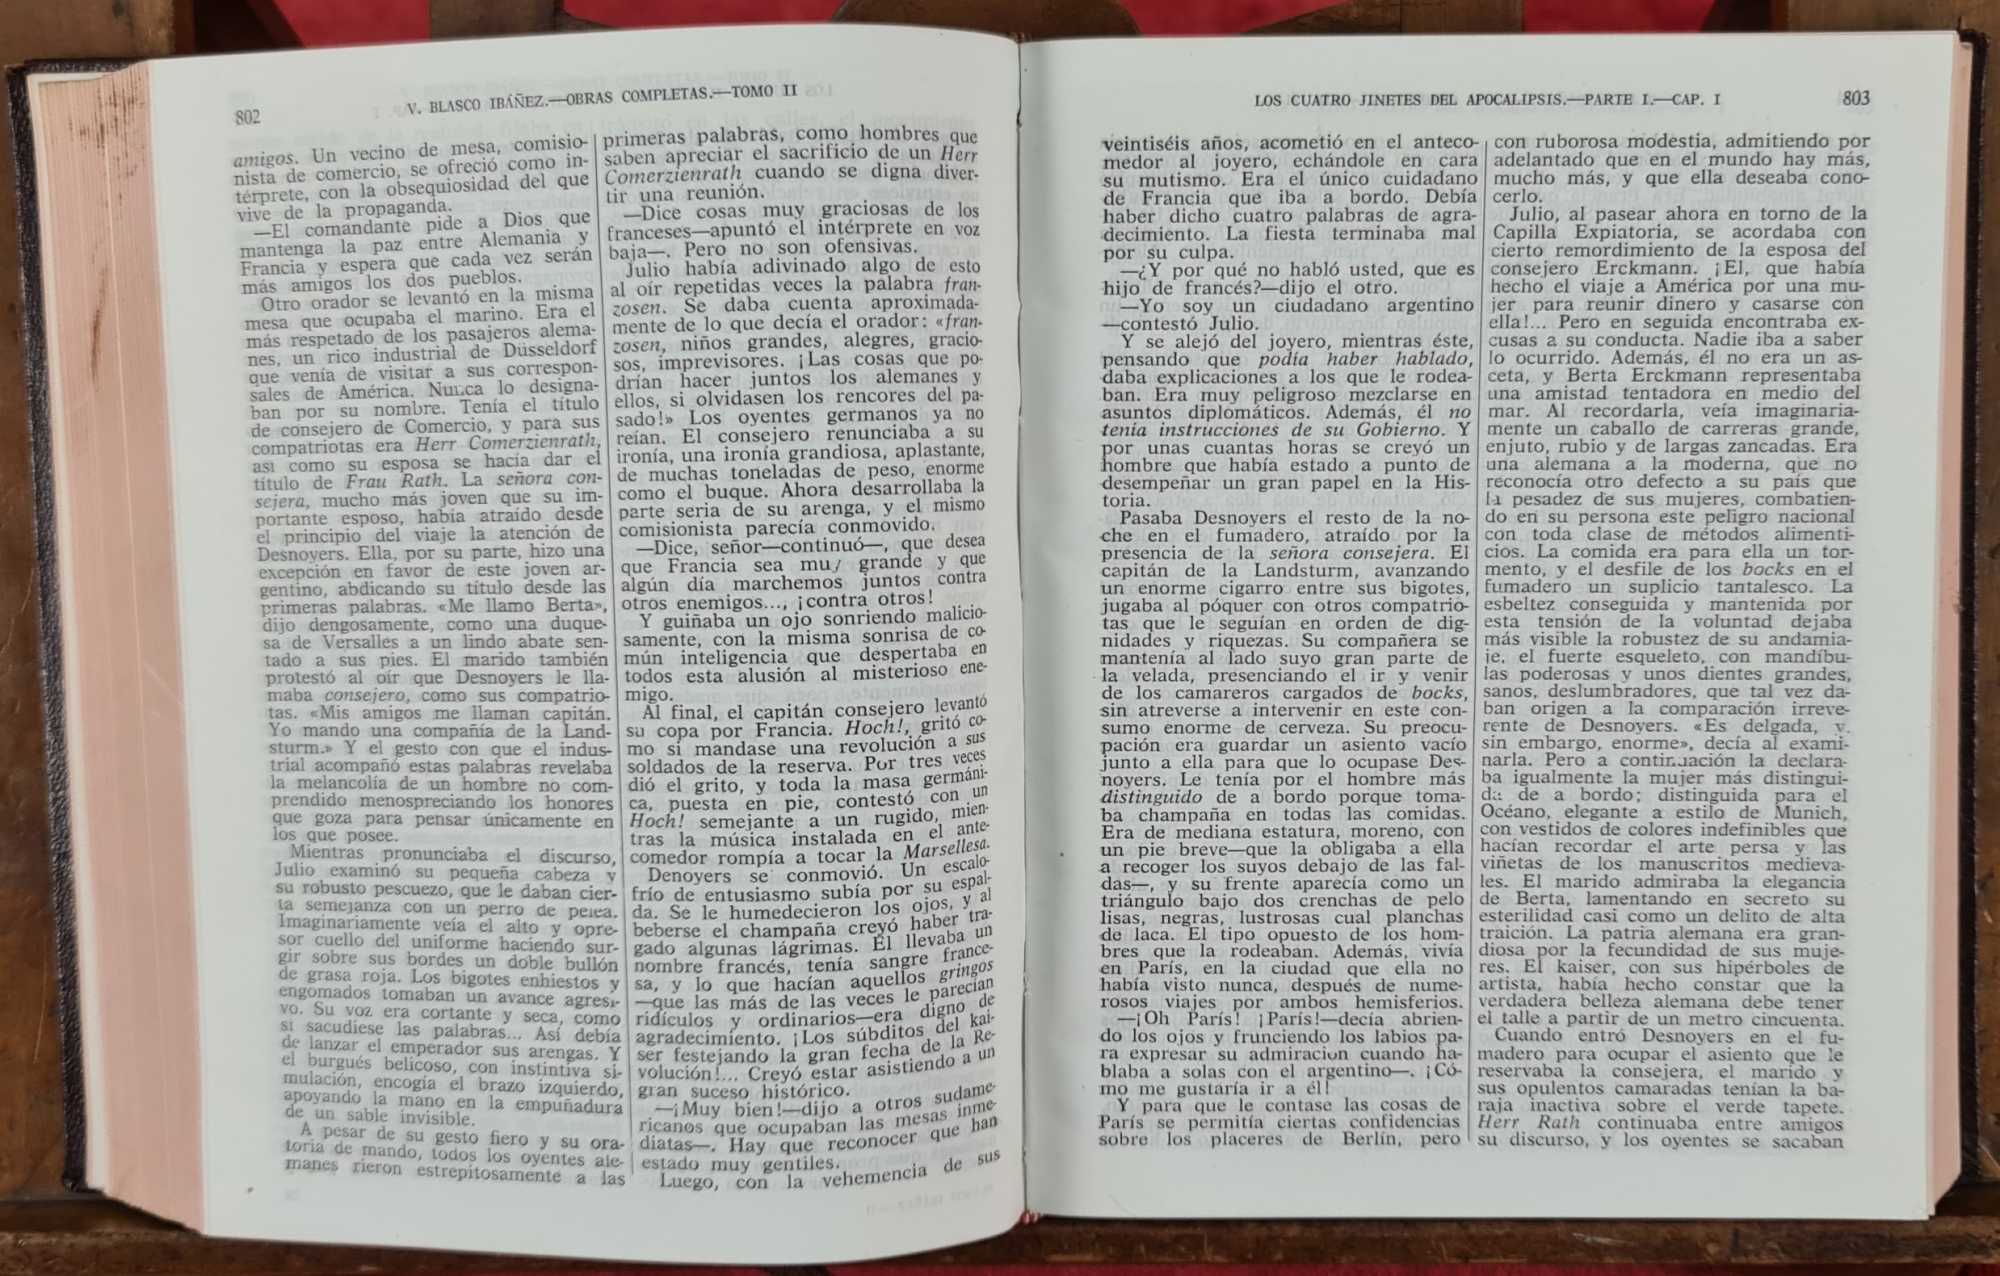 802
V. BLASCO IBÁÑEZ.—OBRAS COMPLETAS.—TOMO II
amigos. Un vecino de mesa, comisio-
nista de comercio, se ofreció como in-
térprete, con la obsequiosidad del que
vive de la propaganda.
—El comandante pide a Dios que
mantenga la paz entre Alemania y
Francia y espera que cada vez serán
más amigos los dos pueblos.
Otro orador se levantó en la misma
mesa que ocupaba el marino. Era el
más respetado de los pasajeros alema-
nes, un rico industrial de Dusseldorf
que venía de visitar a sus correspon-
sales de América. Nunca lo designa-
ban por su nombre. Tenía el título
de consejero de Comercio, y para sus
compatriotas era Herr Comerzienrath,
así como su esposa se hacía dar el
título de Frau Rath. La señora con-
sejera, mucho más joven que su im-
portante esposo, había atraído desde
el principio del viaje la atención de
Desnoyers. Ella, por su parte, hizo una
excepción en favor de este joven ar-
gentino, abdicando su título desde las
primeras palabras. «Me llamo Berta»,
dijo dengosamente, como una duque-
sa de Versalles a un lindo abate sen-
tado a sus pies. El marido también
protestó al oír que Desnoyers le lla-
maba consejero, como sus compatrio-
tas. «Mis amigos me llaman capitán.
Yo mando una compañía de la Land-
sturm.» Y el gesto con que el indus-
trial acompañó estas palabras revelaba
la melancolía de un hombre no com-
prendido menospreciando los honores
que goza para pensar únicamente en
los que posee.
Mientras pronunciaba el discurso,
Julio examinó su pequeña cabeza y
su robusto pescuezo, que le daban cier-
ta semejanza con un perro de pelea.
Imaginariamente veía el alto y opre-
sor cuello del uniforme haciendo sur-
gir sobre sus bordes un doble bullón
de grasa roja. Los bigotes enhiestos y
engomados tomaban un avance agresi-
vo. Su voz era cortante y seca, como
si sacudiese las palabras... Así debía
de lanzar el emperador sus arengas. Y
el burgués belicoso, con instintiva si-
mulación, encogía el brazo izquierdo,
apoyando la mano en la empuñadura
de un sable invisible.
A pesar de su gesto fiero y su ora-
toria de mando, todos los oyentes ale-
manes rieron estrepitosamente a las
primeras palabras, como hombres que
saben apreciar el sacrificio de un Herr
Comerzienrath cuando se digna diver-
tir una reunión.
—Dice cosas muy graciosas de los
franceses—apuntó el intérprete en voz
baja—. Pero no son ofensivas.
Julio había adivinado algo de esto
al oír repetidas veces la palabra fran-
zosen. Se daba cuenta aproximada-
mente de lo que decía el orador: «fran-
zosen, niños grandes, alegres, gracio-
sos, imprevisores. ¡Las cosas que po-
drían hacer juntos los alemanes y
ellos, si olvidasen los rencores del pa-
sado!» Los oyentes germanos ya no
reían. El consejero renunciaba a su
ironía, una ironía grandiosa, aplastante,
de muchas toneladas de peso, enorme
como el buque. Ahora desarrollaba la
parte seria de su arenga, y el mismo
comisionista parecía conmovido.
—Dice, señor—continuó—, que desea
que Francia sea muy grande y que
algún día marchemos juntos contra
otros enemigos..., ¡contra otros!
Y guiñaba un ojo sonriendo malicio-
samente, con la misma sonrisa de co-
mún inteligencia que despertaba en
todos esta alusión al misterioso ene-
migo.
Al final, el capitán consejero levantó
su copa por Francia. Hoch!, gritó co-
mo si mandase una revolución a sus
soldados de la reserva. Por tres veces
dió el grito, y toda la masa germáni-
ca, puesta en pie, contestó con un
Hoch! semejante a un rugido, mien-
tras la música instalada en el ante-
comedor rompía a tocar la Marsellesa.
Denoyers se conmovió. Un escalo-
frío de entusiasmo subía por su espal-
da. Se le humedecieron los ojos, y al
beberse el champaña creyó haber tra-
gado algunas lágrimas. Él llevaba un
nombre francés, tenía sangre france-
sa, y lo que hacían aquellos gringos
—que las más de las veces le parecían
ridículos y ordinarios—era digno de
agradecimiento. ¡Los súbditos del kai-
ser festejando la gran fecha de la Re-
volución!... Creyó estar asistiendo a un
gran suceso histórico.
—¡Muy bien!—dijo a otros sudame-
ricanos que ocupaban las mesas inme-
diatas—. Hay que reconocer que han
estado muy gentiles.
Luego, con la vehemencia de sus
LOS CUATRO JINETES DEL APOCALIPSIS.—PARTE I.—CAP. I
803
veintiséis años, acometió en el anteco-
medor al joyero, echándole en cara
su mutismo. Era el único cuidadano
de Francia que iba a bordo. Debía
haber dicho cuatro palabras de agra-
decimiento. La fiesta terminaba mal
por su culpa.
—¿Y por qué no habló usted, que es
hijo de francés?—dijo el otro.
—Yo soy un ciudadano argentino
—contestó Julio.
Y se alejó del joyero, mientras éste,
pensando que podía haber hablado,
daba explicaciones a los que le rodea-
ban. Era muy peligroso mezclarse en
asuntos diplomáticos. Además, él no
tenía instrucciones de su Gobierno. Y
por unas cuantas horas se creyó un
hombre que había estado a punto de
desempeñar un gran papel en la His-
toria.
Pasaba Desnoyers el resto de la no-
che en el fumadero, atraído por la
presencia de la señora consejera. El
capitán de la Landsturm, avanzando
un enorme cigarro entre sus bigotes,
jugaba al póquer con otros compatrio-
tas que le seguían en orden de dig-
nidades y riquezas. Su compañera se
mantenía al lado suyo gran parte de
la velada, presenciando el ir y venir
de los camareros cargados de bocks,
sin atreverse a intervenir en este con-
sumo enorme de cerveza. Su preocu-
pación era guardar un asiento vacío
junto a ella para que lo ocupase Des-
noyers. Le tenía por el hombre más
distinguido de a bordo porque toma-
ba champaña en todas las comidas.
Era de mediana estatura, moreno, con
un pie breve—que la obligaba a ella
a recoger los suyos debajo de las fal-
das—, y su frente aparecía como un
triángulo bajo dos crenchas de pelo
lisas, negras, lustrosas cual planchas
de laca. El tipo opuesto de los hom-
bres que la rodeaban. Además, vivía
en París, en la ciudad que ella no
había visto nunca, después de nume-
rosos viajes por ambos hemisferios.
—¡Oh París! ¡París!—decía abrien-
do los ojos y frunciendo los labios pa-
ra expresar su admiracion cuando ha-
blaba a solas con el argentino—. ¡Có-
mo me gustaría ir a él!
Y para que le contase las cosas de
París se permitía ciertas confidencias
sobre los placeres de Berlín, pero
con ruborosa modestia, admitiendo por
adelantado que en el mundo hay más,
mucho más, y que ella deseaba cono-
cerlo.
Julio, al pasear ahora en torno de la
Capilla Expiatoria, se acordaba con
cierto remordimiento de la esposa del
consejero Erckmann. ¡El, que había
hecho el viaje a América por una mu-
jer para reunir dinero y casarse con
ella!... Pero en seguida encontraba ex-
cusas a su conducta. Nadie iba a saber
lo ocurrido. Además, él no era un as-
ceta, y Berta Erckmann representaba
una amistad tentadora en medio del
mar. Al recordarla, veía imaginaria-
mente un caballo de carreras grande,
enjuto, rubio y de largas zancadas. Era
una alemana a la moderna, que no
reconocía otro defecto a su país que
la pesadez de sus mujeres, combatien-
do en su persona este peligro nacional
con toda clase de métodos alimenti-
cios. La comida era para ella un tor-
mento, y el desfile de los bocks en el
fumadero un suplicio tantalesco. La
esbeltez conseguida y mantenida por
esta tensión de la voluntad dejaba
más visible la robustez de su andamia-
je, el fuerte esqueleto, con mandíbu-
las poderosas y unos dientes grandes,
sanos, deslumbradores, que tal vez da-
ban origen a la comparación irreve-
rente de Desnoyers. «Es delgada, y,
sin embargo, enorme», decía al exami-
narla. Pero a continuación la declara-
ba igualmente la mujer más distingui-
da de a bordo; distinguida para el
Océano, elegante a estilo de Munich,
con vestidos de colores indefinibles que
hacían recordar el arte persa y las
viñetas de los manuscritos medieva-
les. El marido admiraba la elegancia
de Berta, lamentando en secreto su
esterilidad casi como un delito de alta
traición. La patria alemana era gran-
diosa por la fecundidad de sus muje-
res. El kaiser, con sus hipérboles de
artista, había hecho constar que la
verdadera belleza alemana debe tener
el talle a partir de un metro cincuenta.
Cuando entró Desnoyers en el fu-
madero para ocupar el asiento que le
reservaba la consejera, el marido y
sus opulentos camaradas tenían la ba-
raja inactiva sobre el verde tapete.
Herr Rath continuaba entre amigos
su discurso, y los oyentes se sacaban